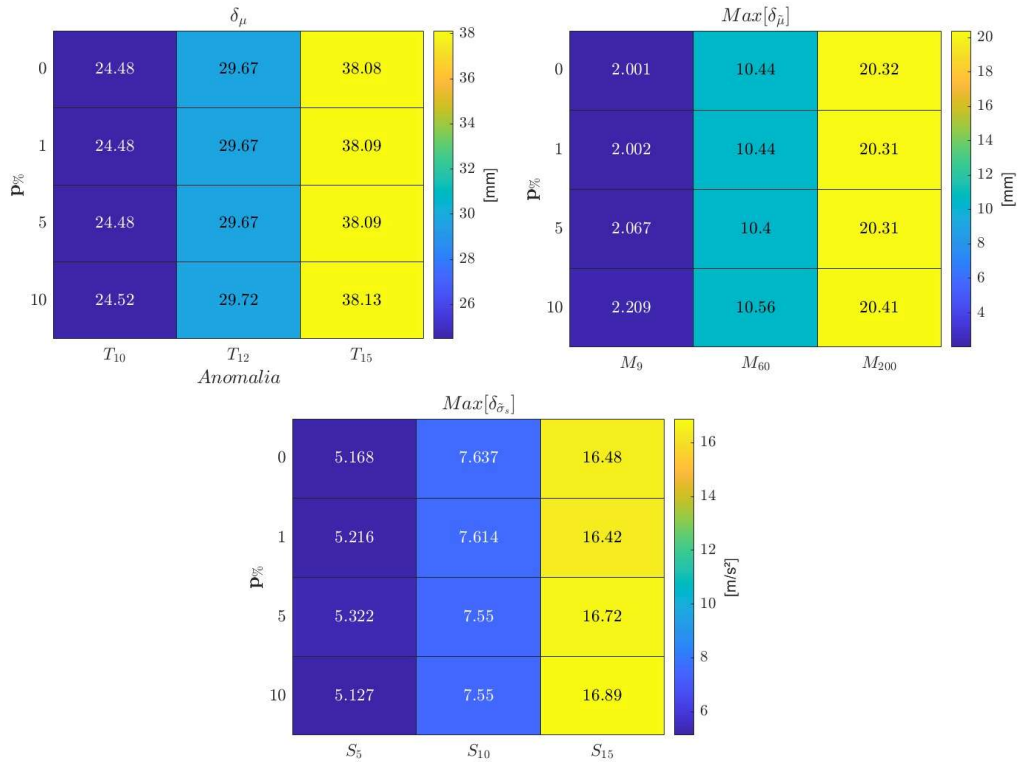 δ_μ
0 24.48 29.67 38.08
1 24.48 29.67 38.09
5 24.48 29.67 38.09
10 24.52 29.72 38.13
p%
T_10 T_12 T_15
Anomalia
38
36
34
32
30
28
26
[mm]
Max[δ_μ̃]
0 2.001 10.44 20.32
1 2.002 10.44 20.31
5 2.067 10.4 20.31
10 2.209 10.56 20.41
p%
M_9 M_60 M_200
20
18
16
14
12
10
8
6
4
[mm]
Max[δ_σ̃_s]
0 5.168 7.637 16.48
1 5.216 7.614 16.42
5 5.322 7.55 16.72
10 5.127 7.55 16.89
p%
S_5 S_10 S_15
16
14
12
10
8
6
[m/s²]